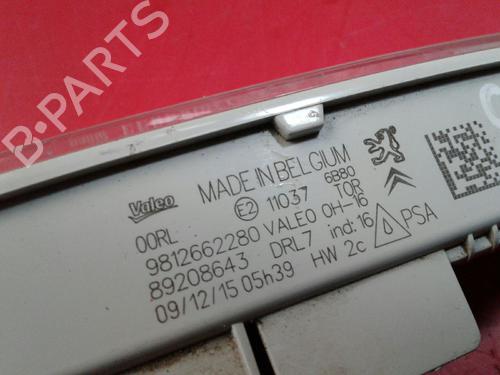 B-PARTS
Valeo
MADE IN BELGIUM
E2 11037 6B80
00RL
TOR
9812662280 VALEO OH-16
89208643 DRL7 ind:16 PSA
09/12/15 05h39 HW 2c